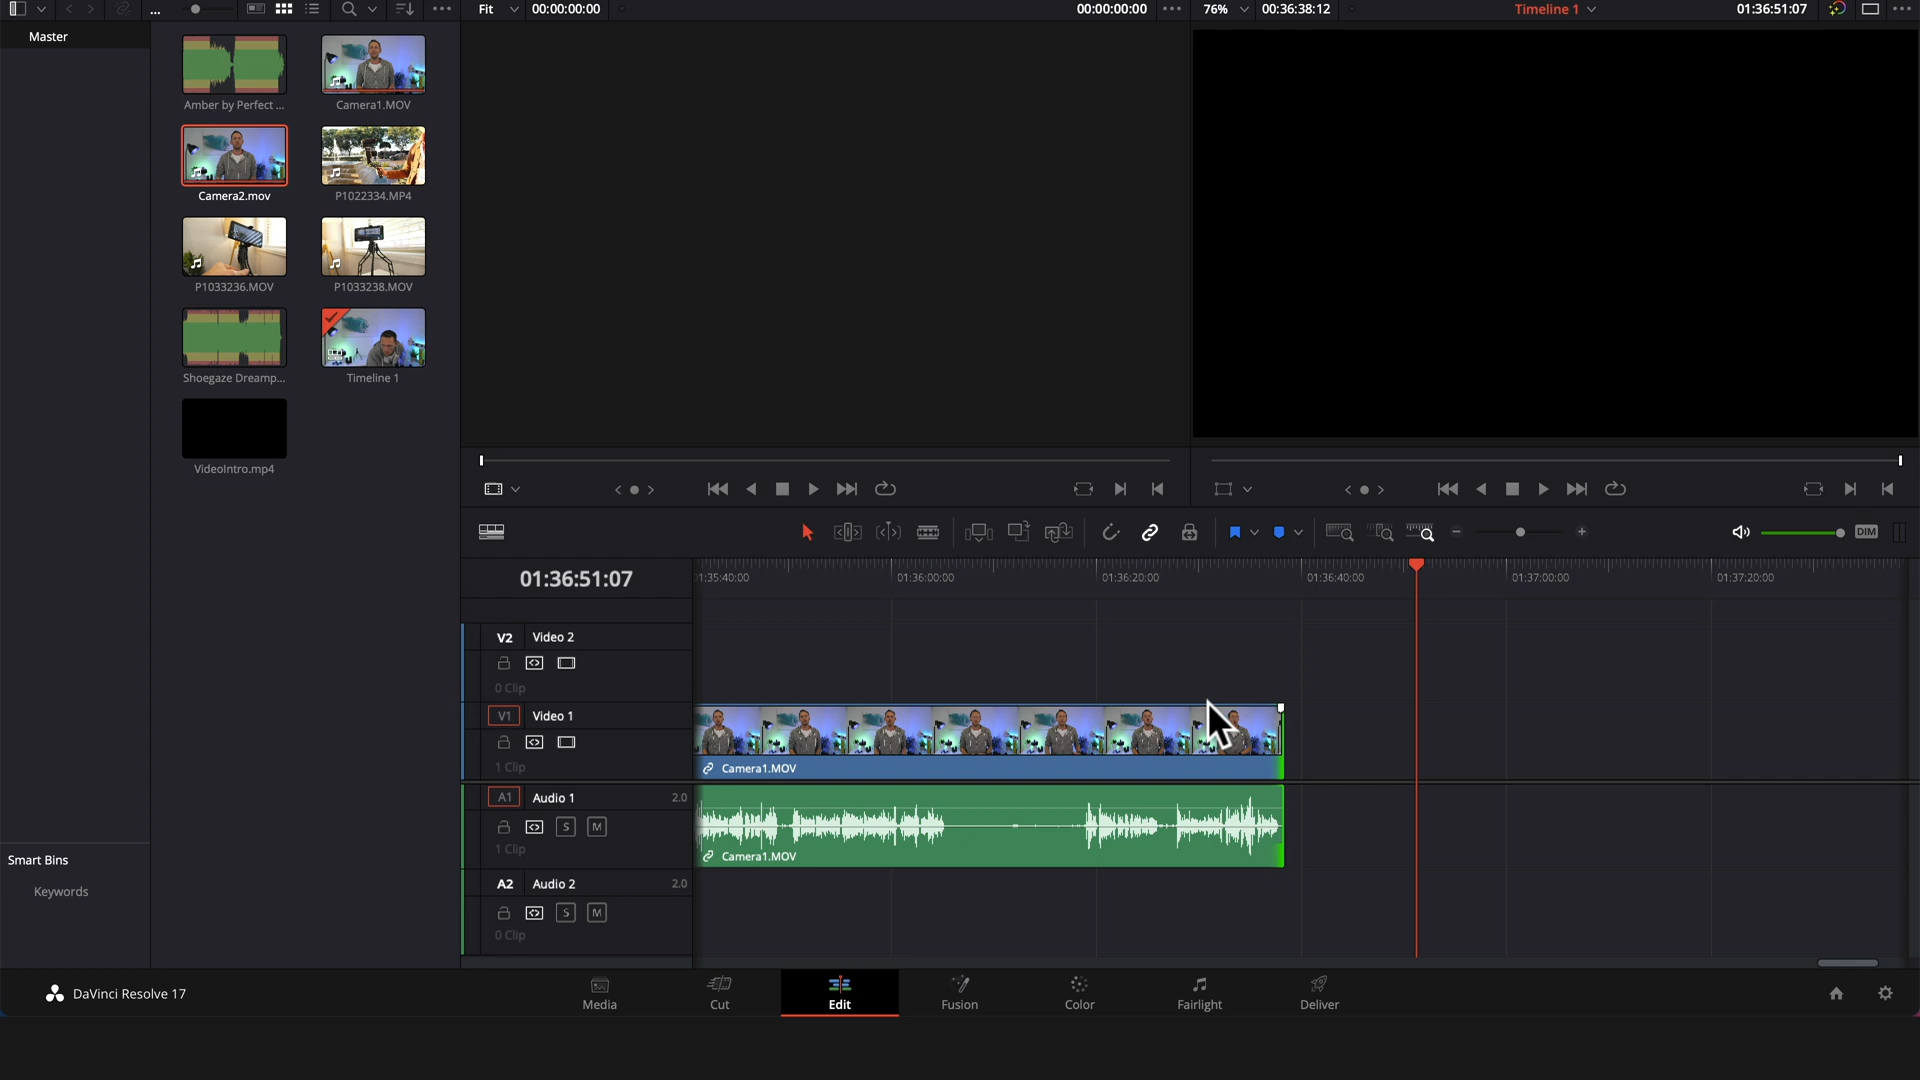 ...
Fit
00:00:00:00
00:00:00:00
76%
00:36:38:12
Timeline 1
01:36:51:07
Master
Amber by Perfect ...
Camera1.MOV
Camera2.mov
P1022334.MP4
P1033236.MOV
P1033238.MOV
Shoegaze Dreamp...
Timeline 1
VideoIntro.mp4
DIM
01:36:51:07
01:35:40:00
01:36:00:00
01:36:20:00
01:36:40:00
01:37:00:00
01:37:20:00
V2 Video 2
0 Clip
V1 Video 1
1 Clip
Camera1.MOV
A1 Audio 1 2.0
S M
1 Clip
Camera1.MOV
A2 Audio 2 2.0
S M
0 Clip
Smart Bins
Keywords
DaVinci Resolve 17
Media
Cut
Edit
Fusion
Color
Fairlight
Deliver